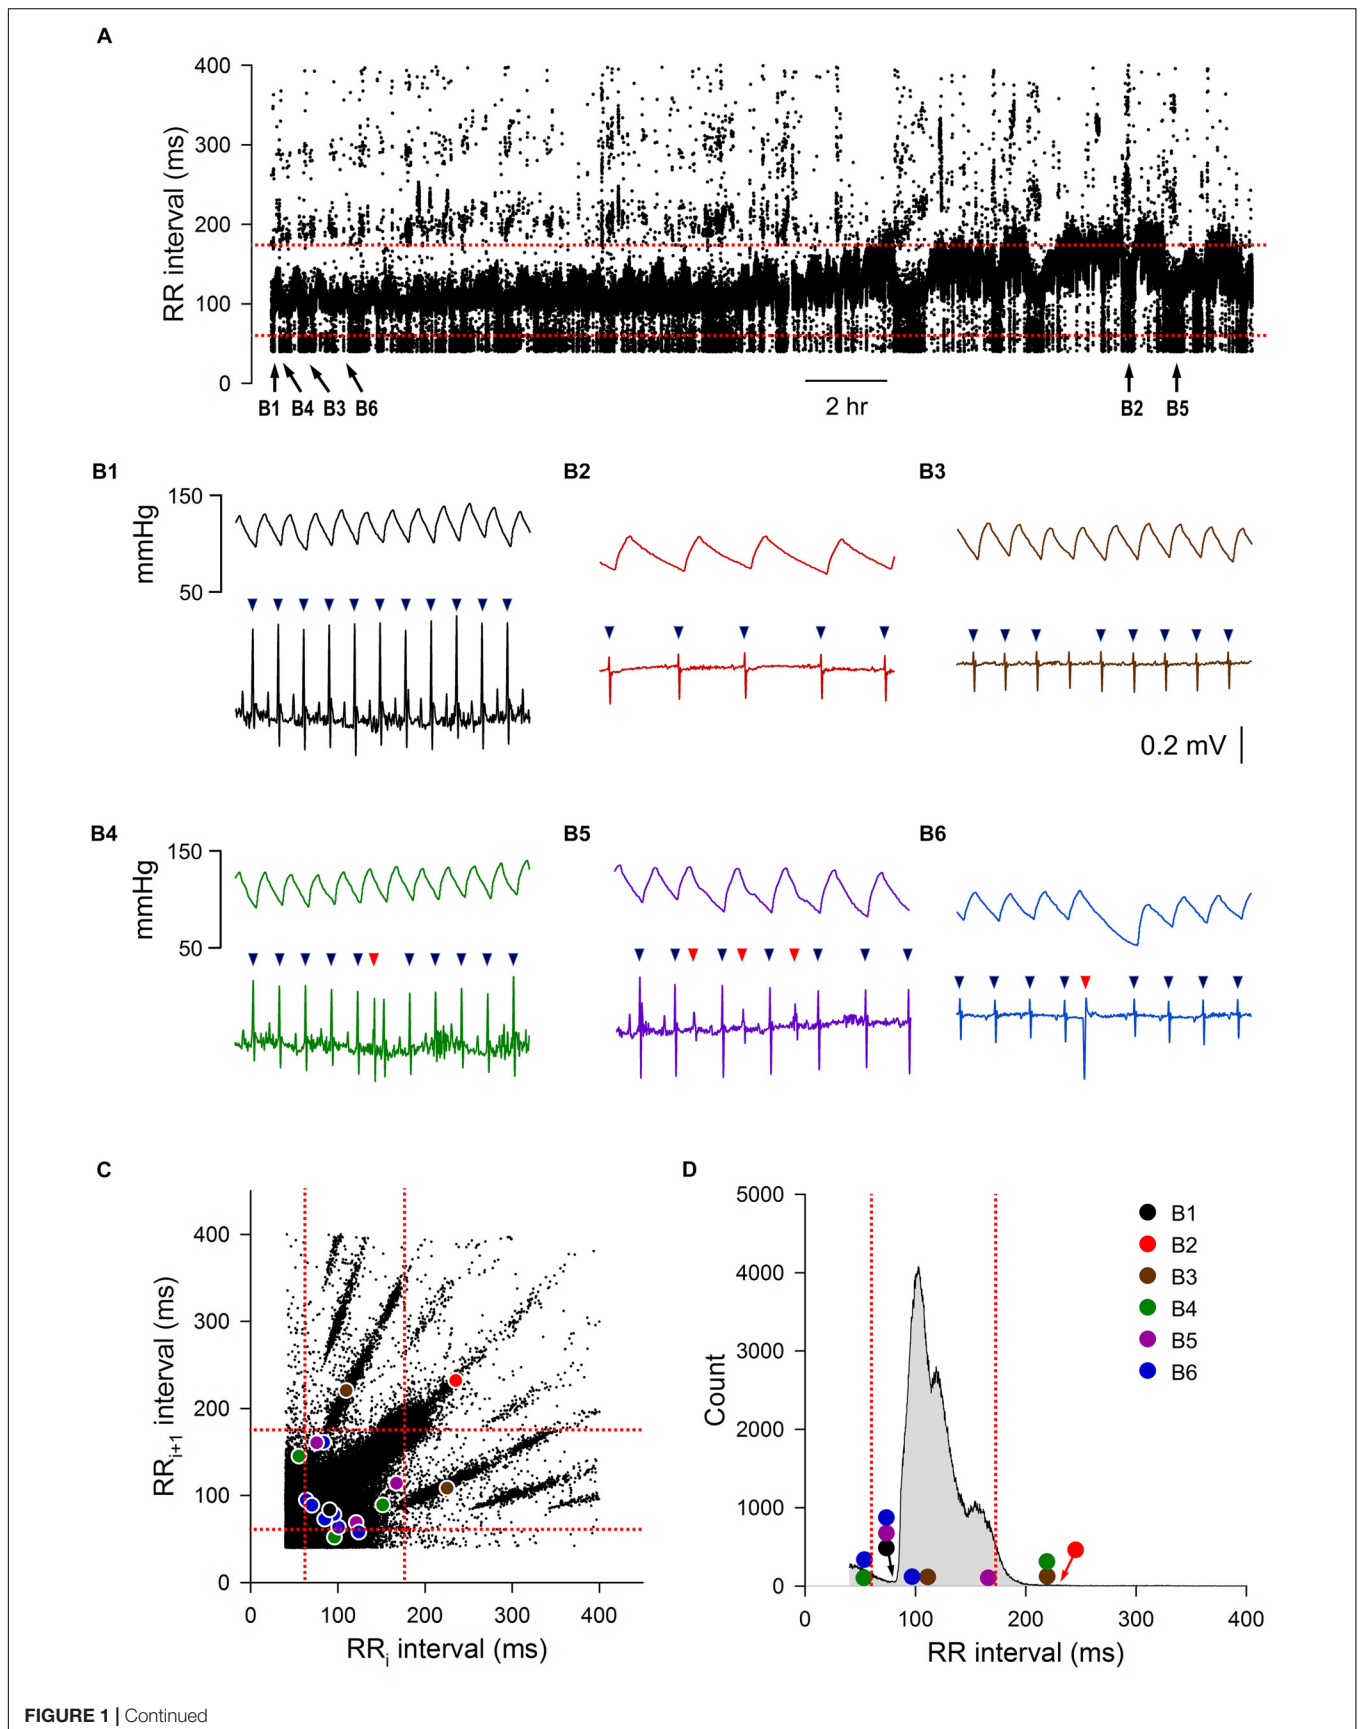 A
400
300
200
100
0
RR interval (ms)
B1 B4 B3 B6
2 hr
B2 B5
B1
150
50
mmHg
B2
B3
0.2 mV
B4
150
50
mmHg
B5
B6
C
400
300
200
100
0
RRi+1 interval (ms)
0 100 200 300 400
RRi interval (ms)
D
5000
4000
3000
2000
1000
0
Count
0 100 200 300 400
RR interval (ms)
B1
B2
B3
B4
B5
B6
FIGURE 1 | Continued